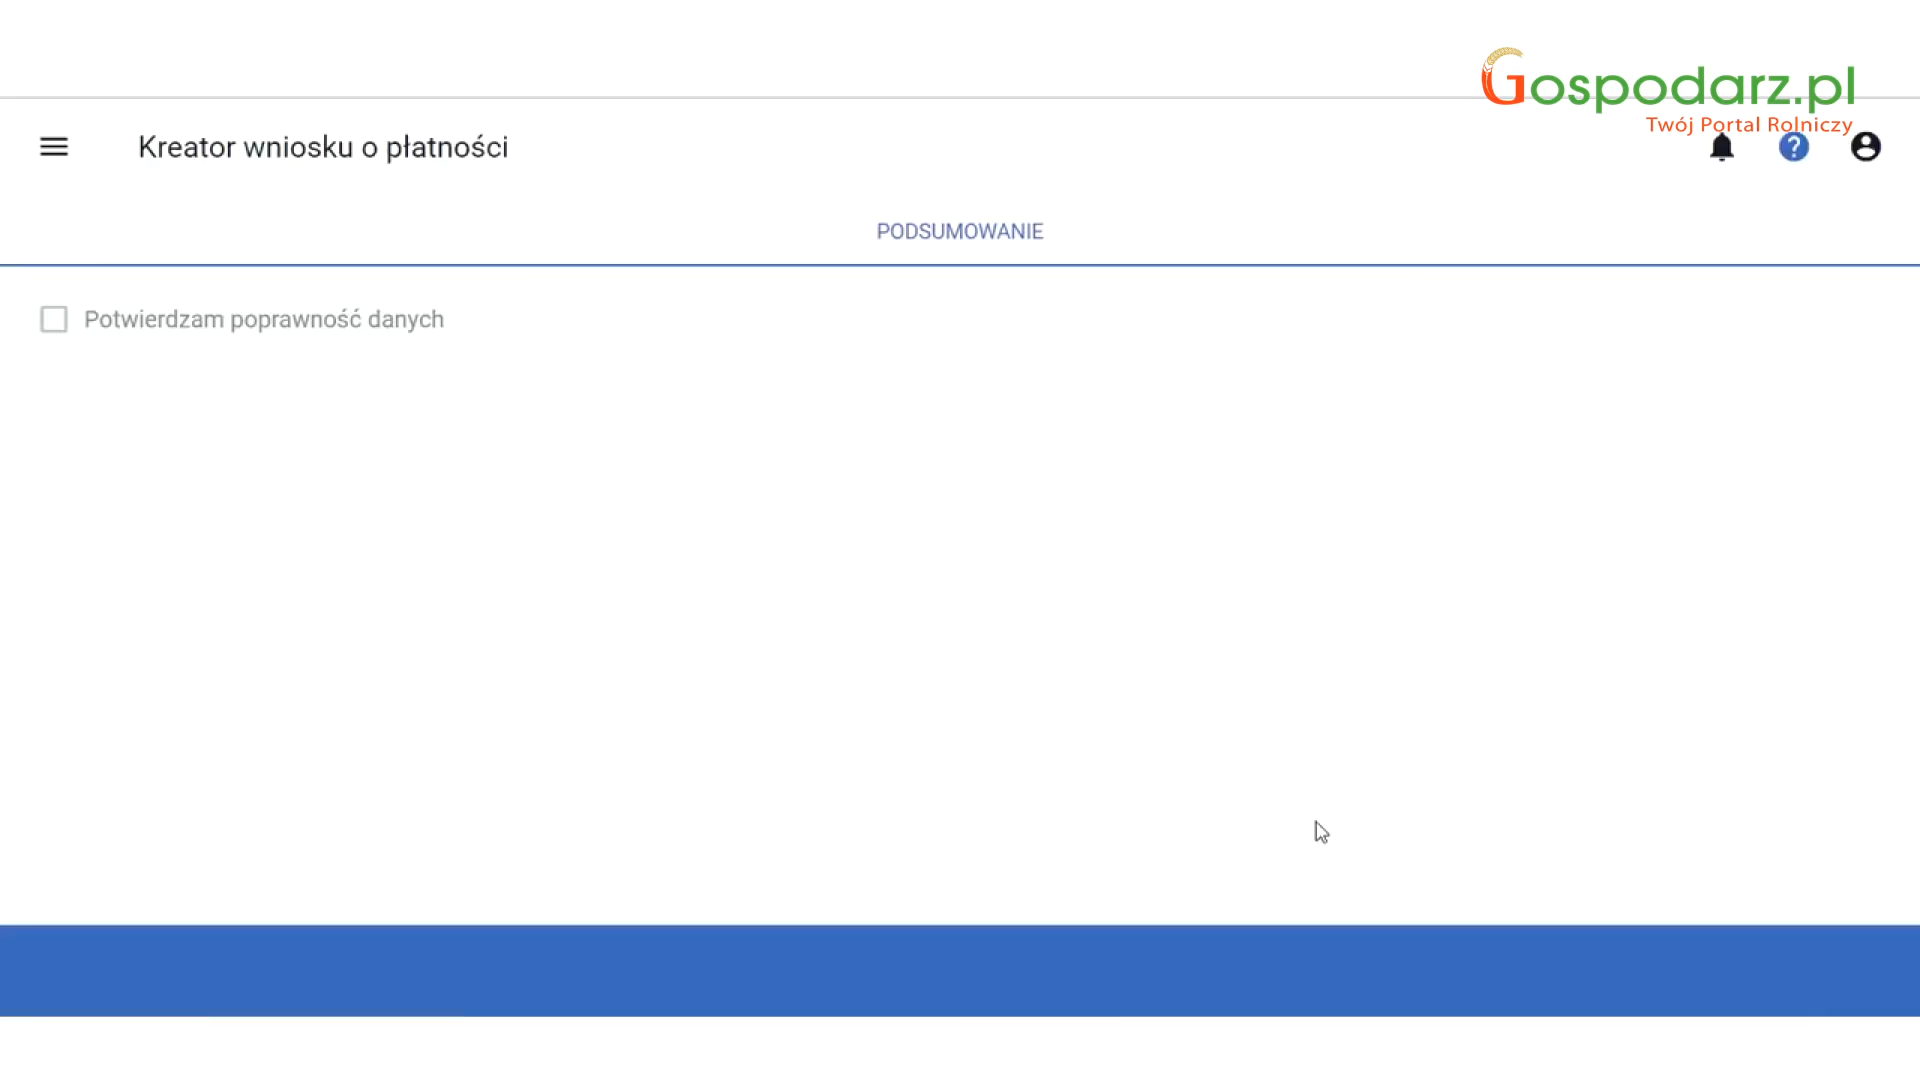 Gospodarz.pl
Twój Portal Rolniczy
Kreator wniosku o płatności
?
PODSUMOWANIE
Potwierdzam poprawność danych